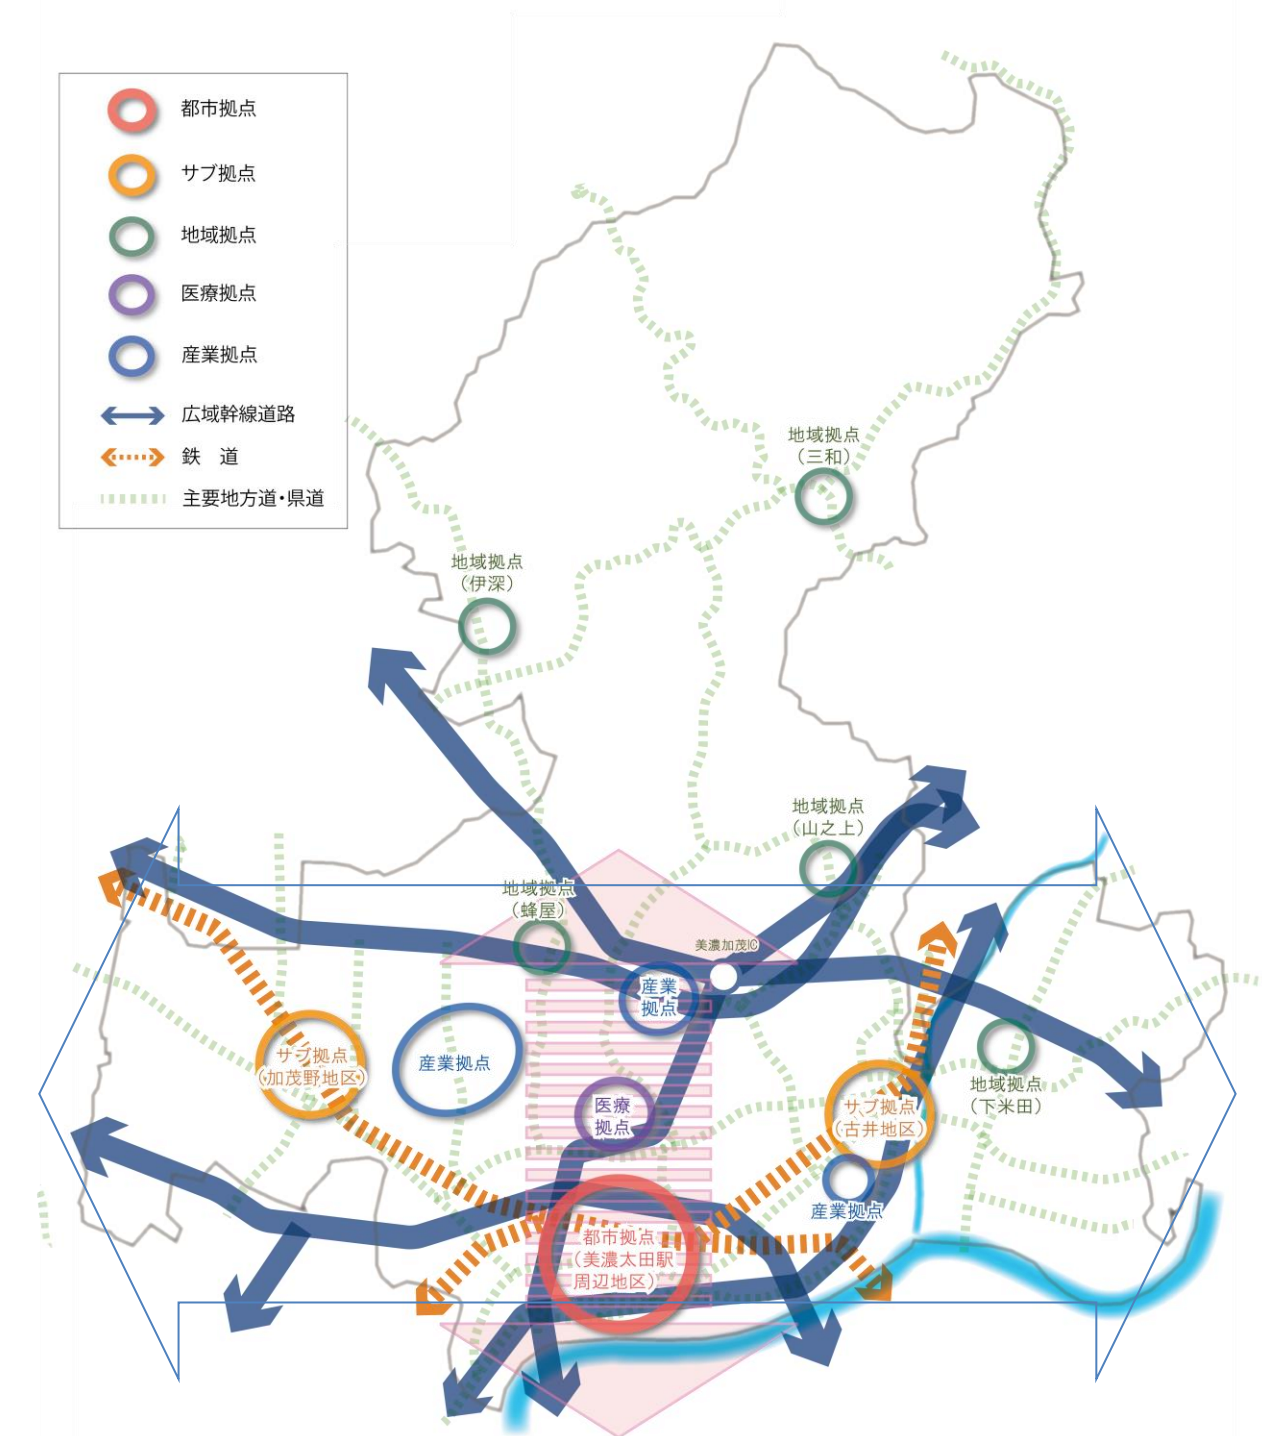 都市拠点
サブ拠点
地域拠点
医療拠点
産業拠点
広域幹線道路
鉄　道
主要地方道・県道
地域拠点
（三和）
地域拠点
（伊深）
地域拠点
（山之上）
地域拠点
（蜂屋）
美濃加茂IC
産業
拠点
サブ拠点
（加茂野地区）
産業拠点
地域拠点
（下米田）
医療
拠点
サブ拠点
（古井地区）
産業拠点
都市拠点
（美濃太田駅
周辺地区）